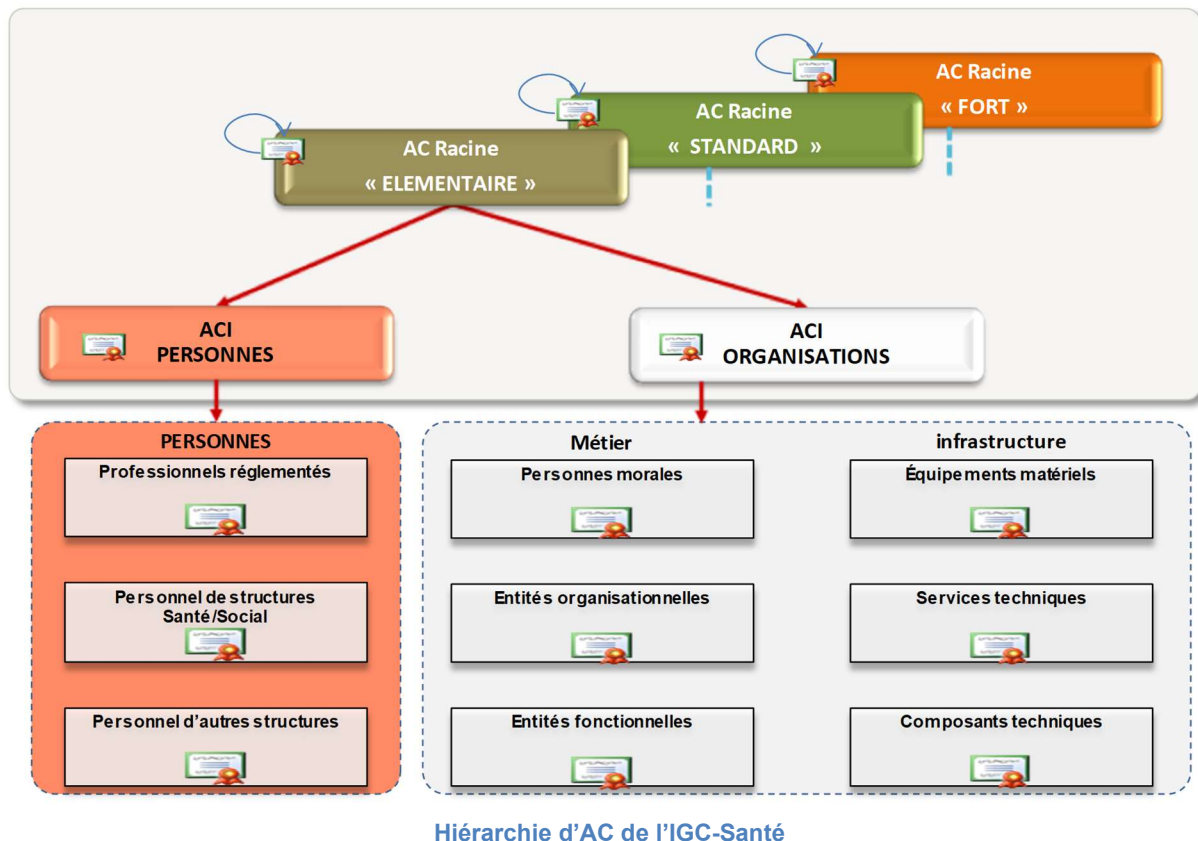 AC Racine
« FORT »
AC Racine
« STANDARD »
AC Racine
« ELEMENTAIRE »
ACI
PERSONNES
ACI
ORGANISATIONS
PERSONNES
Professionnels réglementés
Personnel de structures
Santé/Social
Personnel d'autres structures
Métier
infrastructure
Personnes morales
Équipements matériels
Entités organisationnelles
Services techniques
Entités fonctionnelles
Composants techniques
Hiérarchie d'AC de l'IGC-Santé